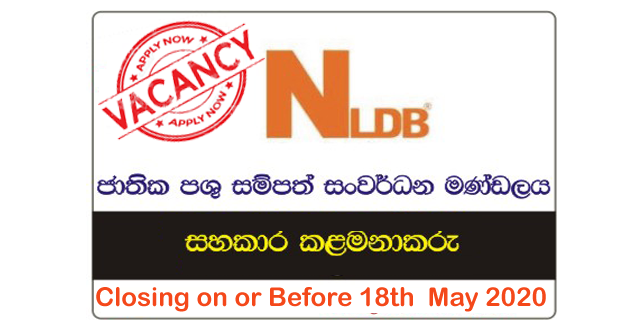 APPLY NOW
VACANCY
APPLY NOW
NLDB®
ජාතික පශු සම්පත් සංවර්ධන මණ්ඩලය
සහකාර කළමනාකරු
Closing on or Before 18th May 2020